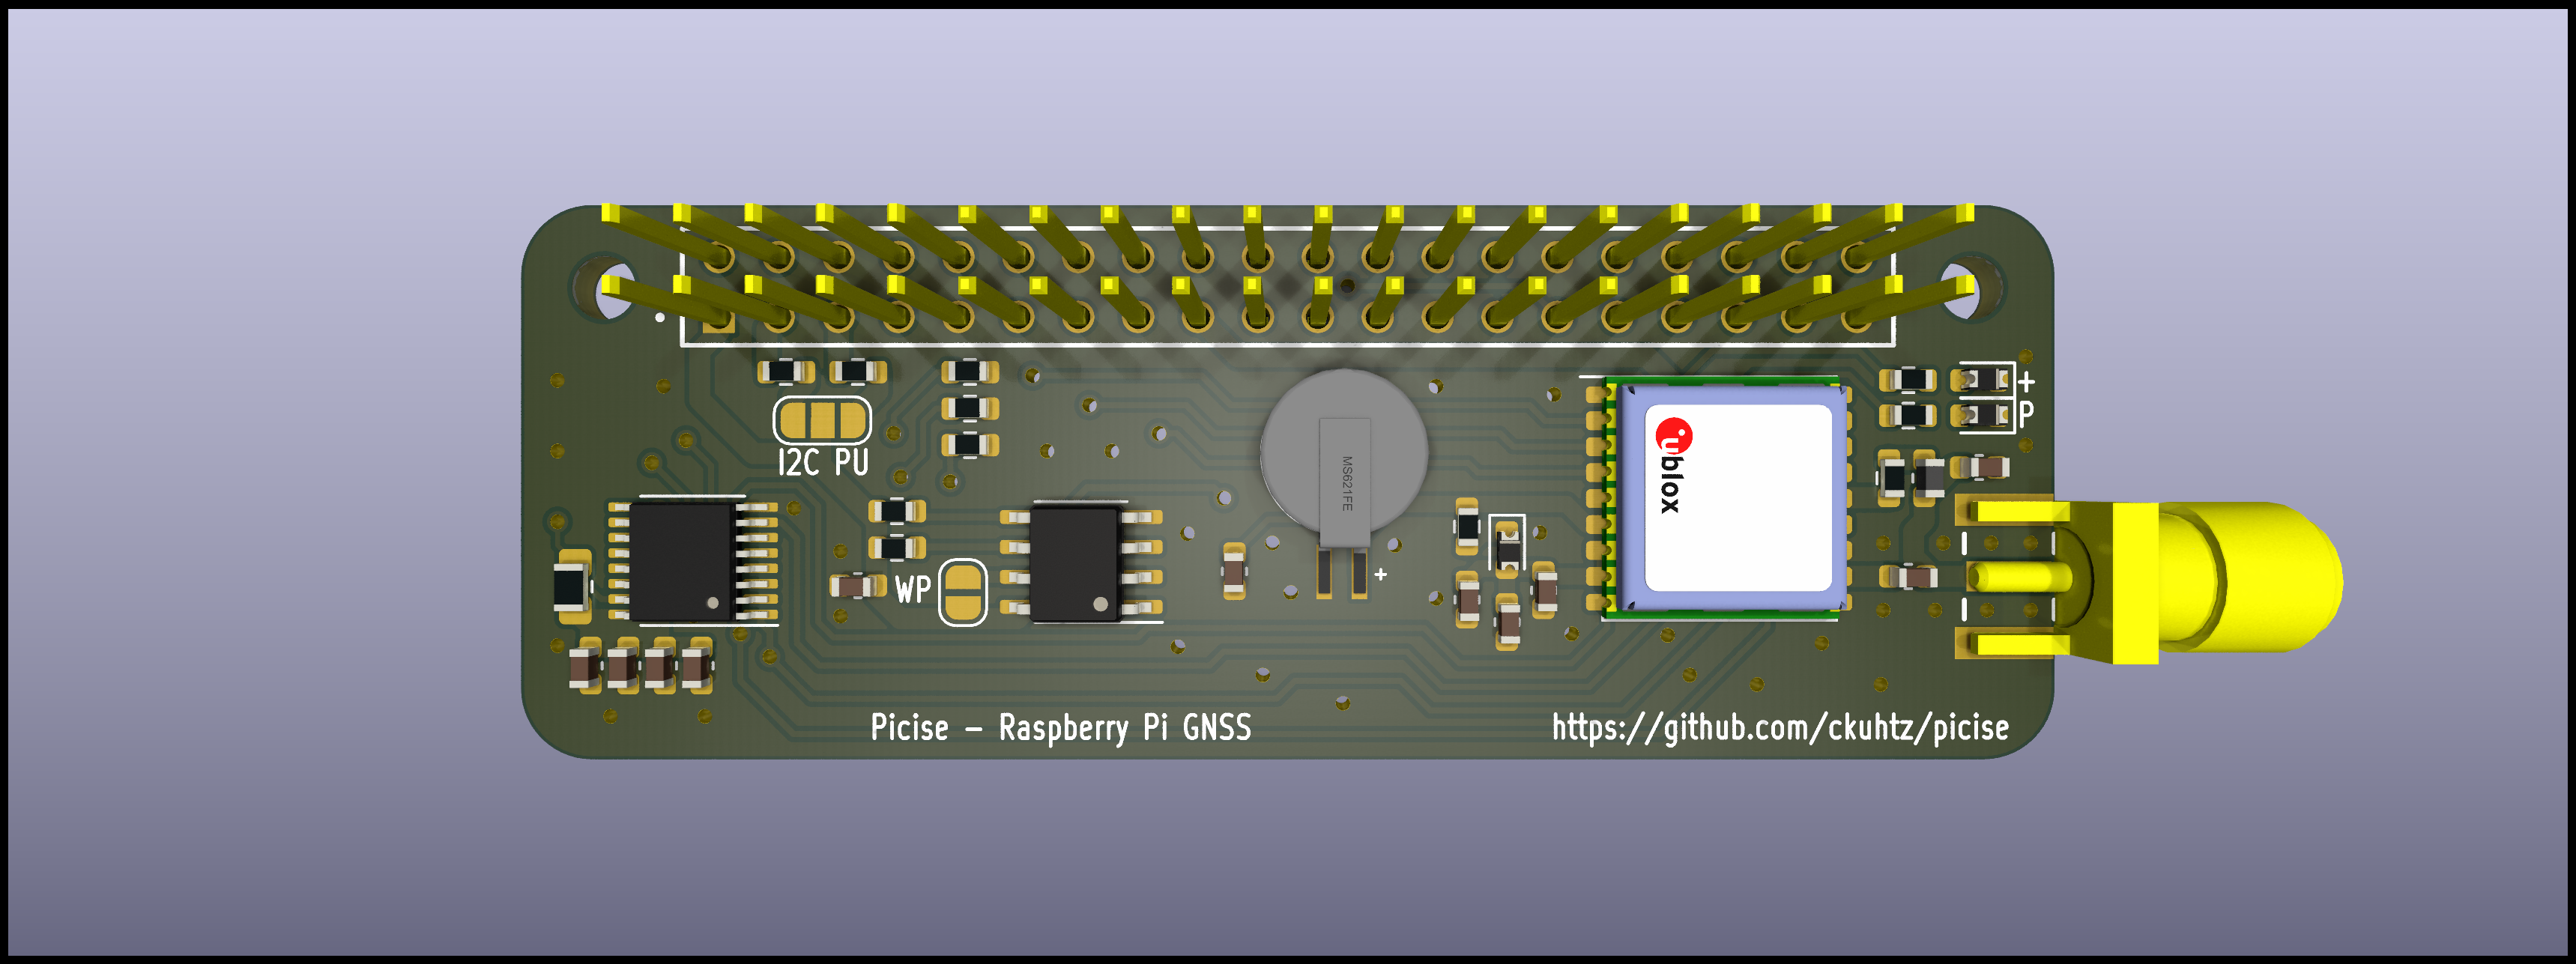 +
P
I2C PU
MS621FE
ublox
WP
+
Picise - Raspberry Pi GNSS
https://github.com/ckuhtz/picise